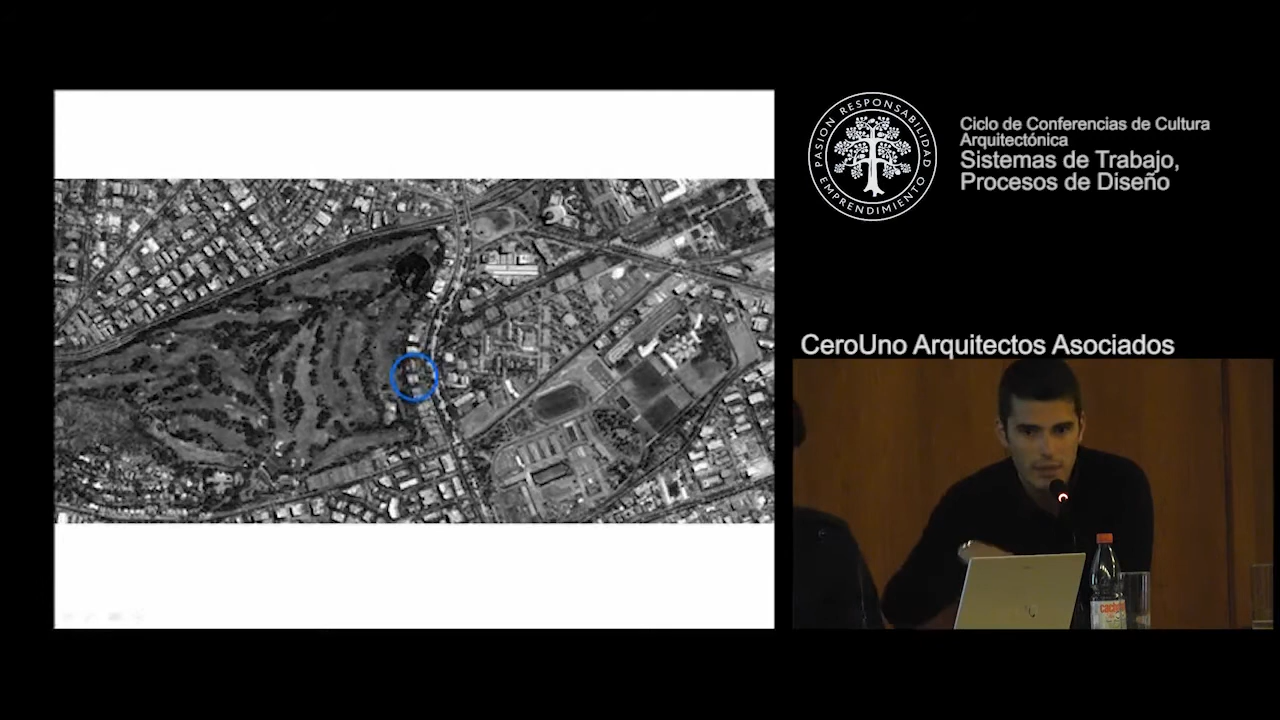 PASION RESPONSABILIDAD
EMPRENDIMIENTO
Ciclo de Conferencias de Cultura
Arquitectónica
Sistemas de Trabajo,
Procesos de Diseño
CeroUno Arquitectos Asociados